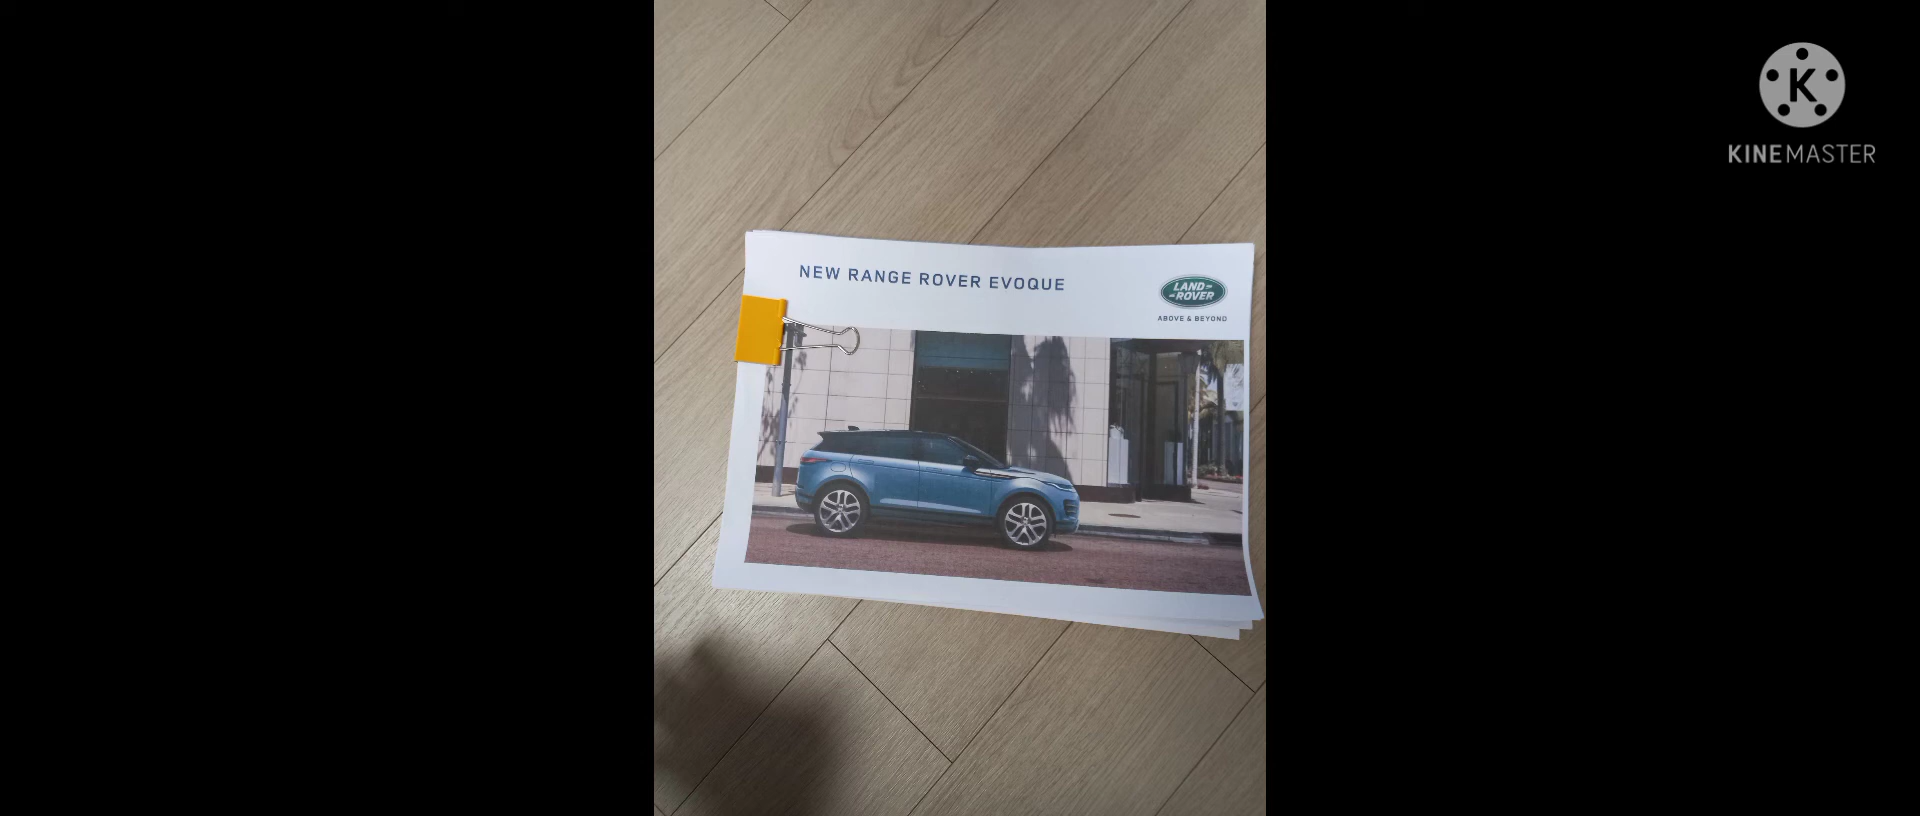 KINEMASTER
NEW RANGE ROVER EVOQUE
LAND-
-ROVER
ABOVE & BEYOND